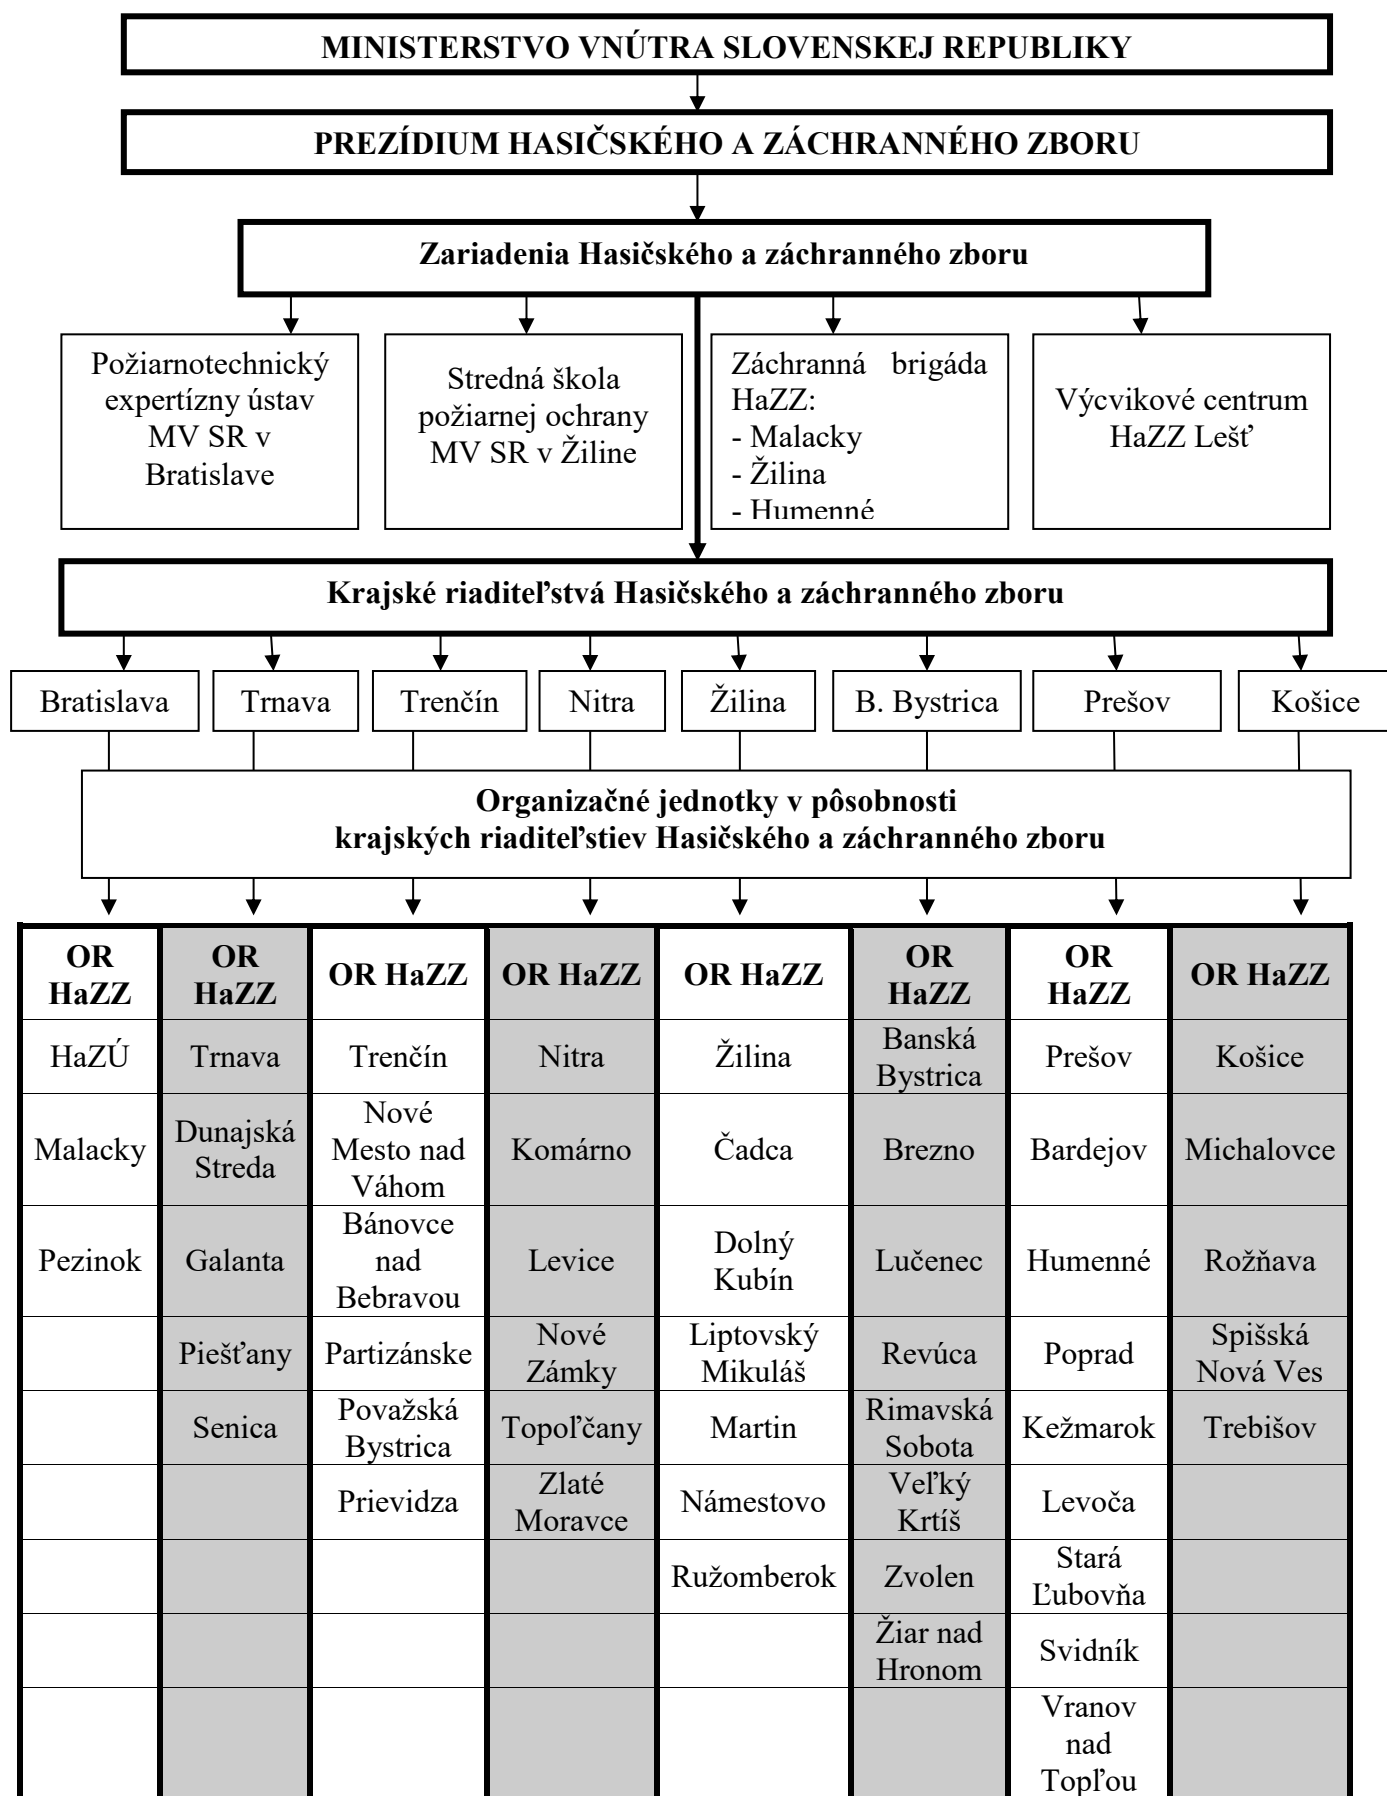 MINISTERSTVO VNÚTRA SLOVENSKEJ REPUBLIKY
PREZÍDIUM HASIČSKÉHO A ZÁCHRANNÉHO ZBORU
Zariadenia Hasičského a záchranného zboru
Požiarnotechnický
expertízny ústav
MV SR v
Bratislave
Stredná škola
požiarnej ochrany
MV SR v Žiline
Záchranná brigáda
HaZZ:
- Malacky
- Žilina
- Humenné
Výcvikové centrum
HaZZ Lešť
Krajské riaditeľstvá Hasičského a záchranného zboru
Bratislava
Trnava
Trenčín
Nitra
Žilina
B. Bystrica
Prešov
Košice
Organizačné jednotky v pôsobnosti
krajských riaditeľstiev Hasičského a záchranného zboru
OR
HaZZ
OR
HaZZ
OR HaZZ
OR HaZZ
OR HaZZ
OR
HaZZ
OR
HaZZ
OR HaZZ
HaZÚ
Trnava
Trenčín
Nitra
Žilina
Banská
Bystrica
Prešov
Košice
Malacky
Dunajská
Streda
Nové
Mesto nad
Váhom
Komárno
Čadca
Brezno
Bardejov
Michalovce
Pezinok
Galanta
Bánovce
nad
Bebravou
Levice
Dolný
Kubín
Lučenec
Humenné
Rožňava
Piešťany
Partizánske
Nové
Zámky
Liptovský
Mikuláš
Revúca
Poprad
Spišská
Nová Ves
Senica
Považská
Bystrica
Topoľčany
Martin
Rimavská
Sobota
Kežmarok
Trebišov
Prievidza
Zlaté
Moravce
Námestovo
Veľký
Krtíš
Levoča
Ružomberok
Zvolen
Stará
Ľubovňa
Žiar nad
Hronom
Svidník
Vranov
nad
Topľou